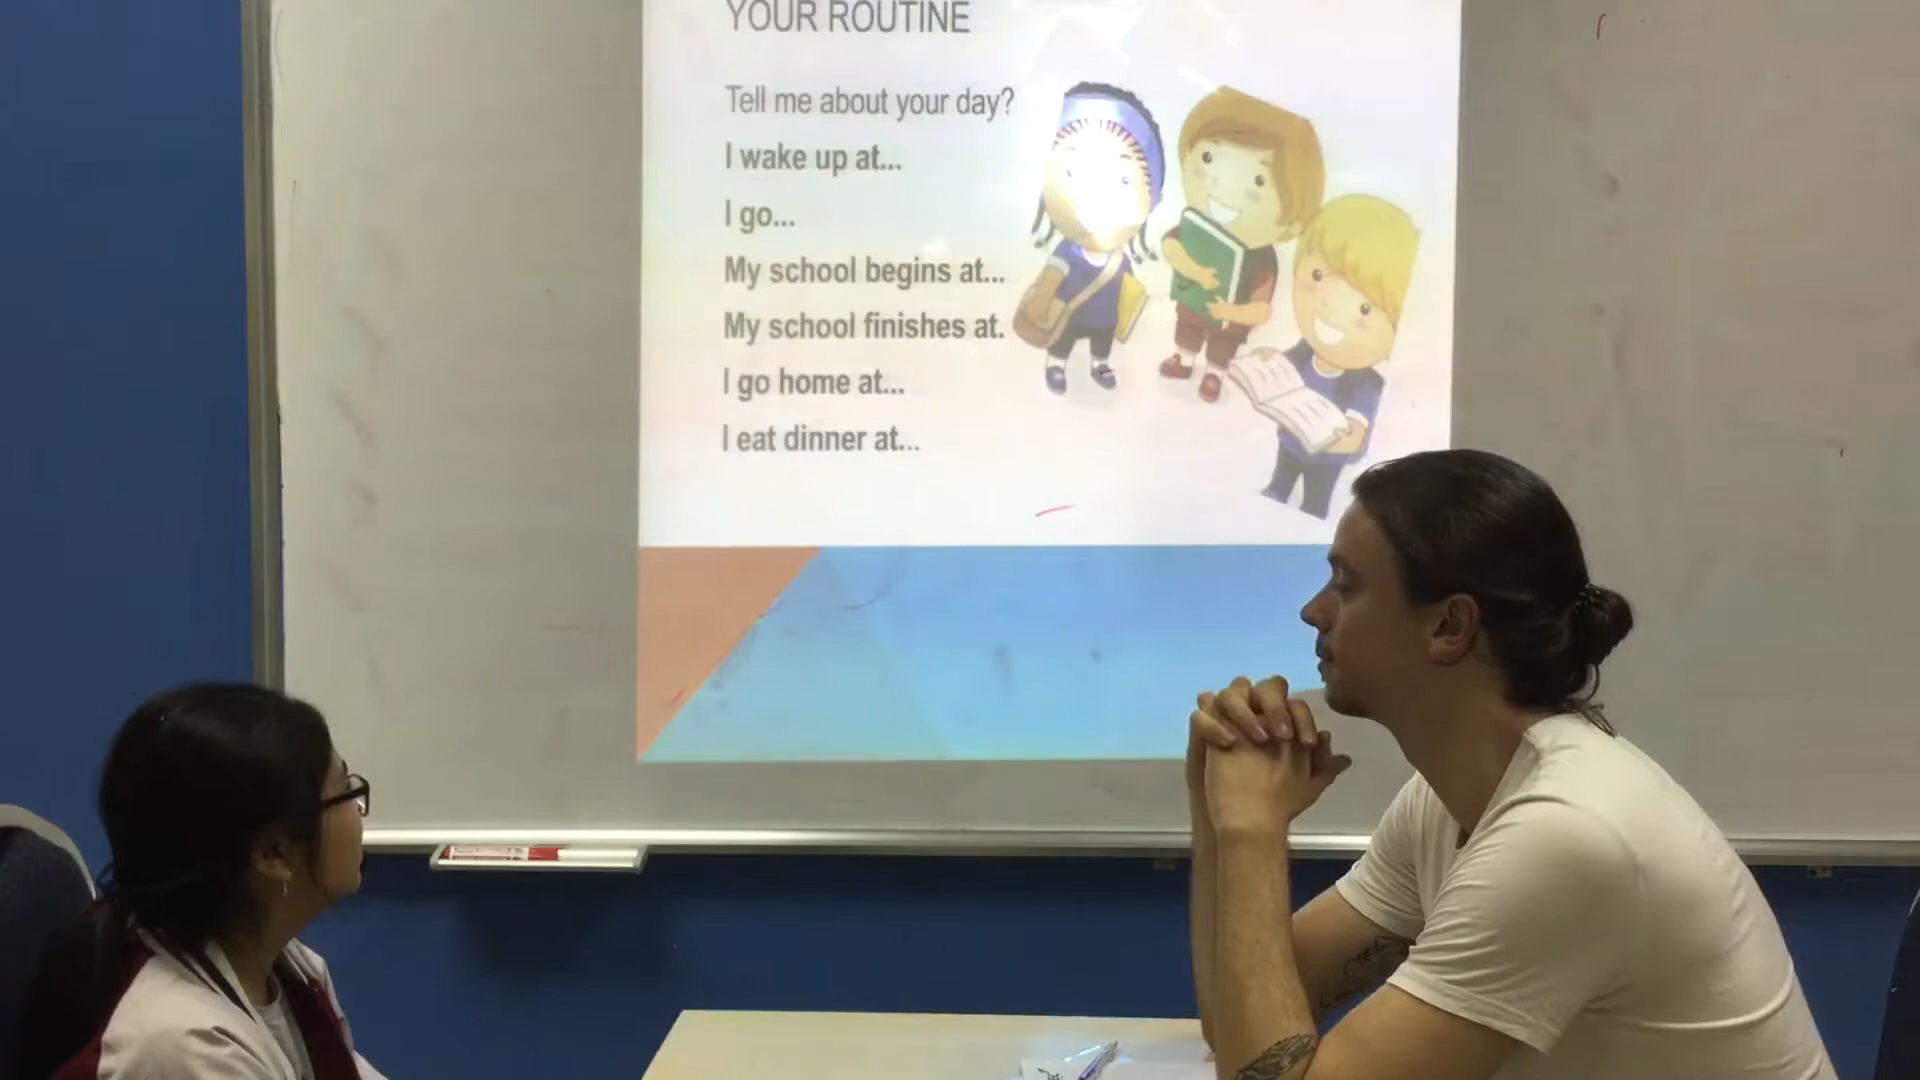 YOUR ROUTINE
Tell me about your day?
I wake up at...
I go...
My school begins at...
My school finishes at.
I go home at...
I eat dinner at...